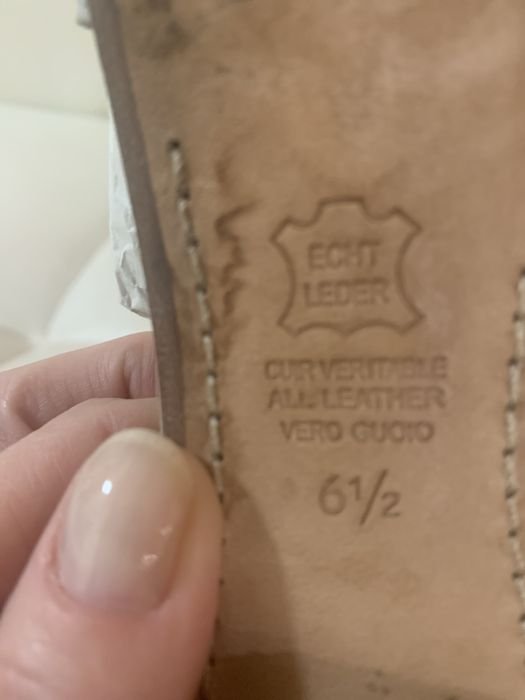 ECHT
LEDER
CUIR VERITABLE
ALL LEATHER
VERO CUOIO
6½